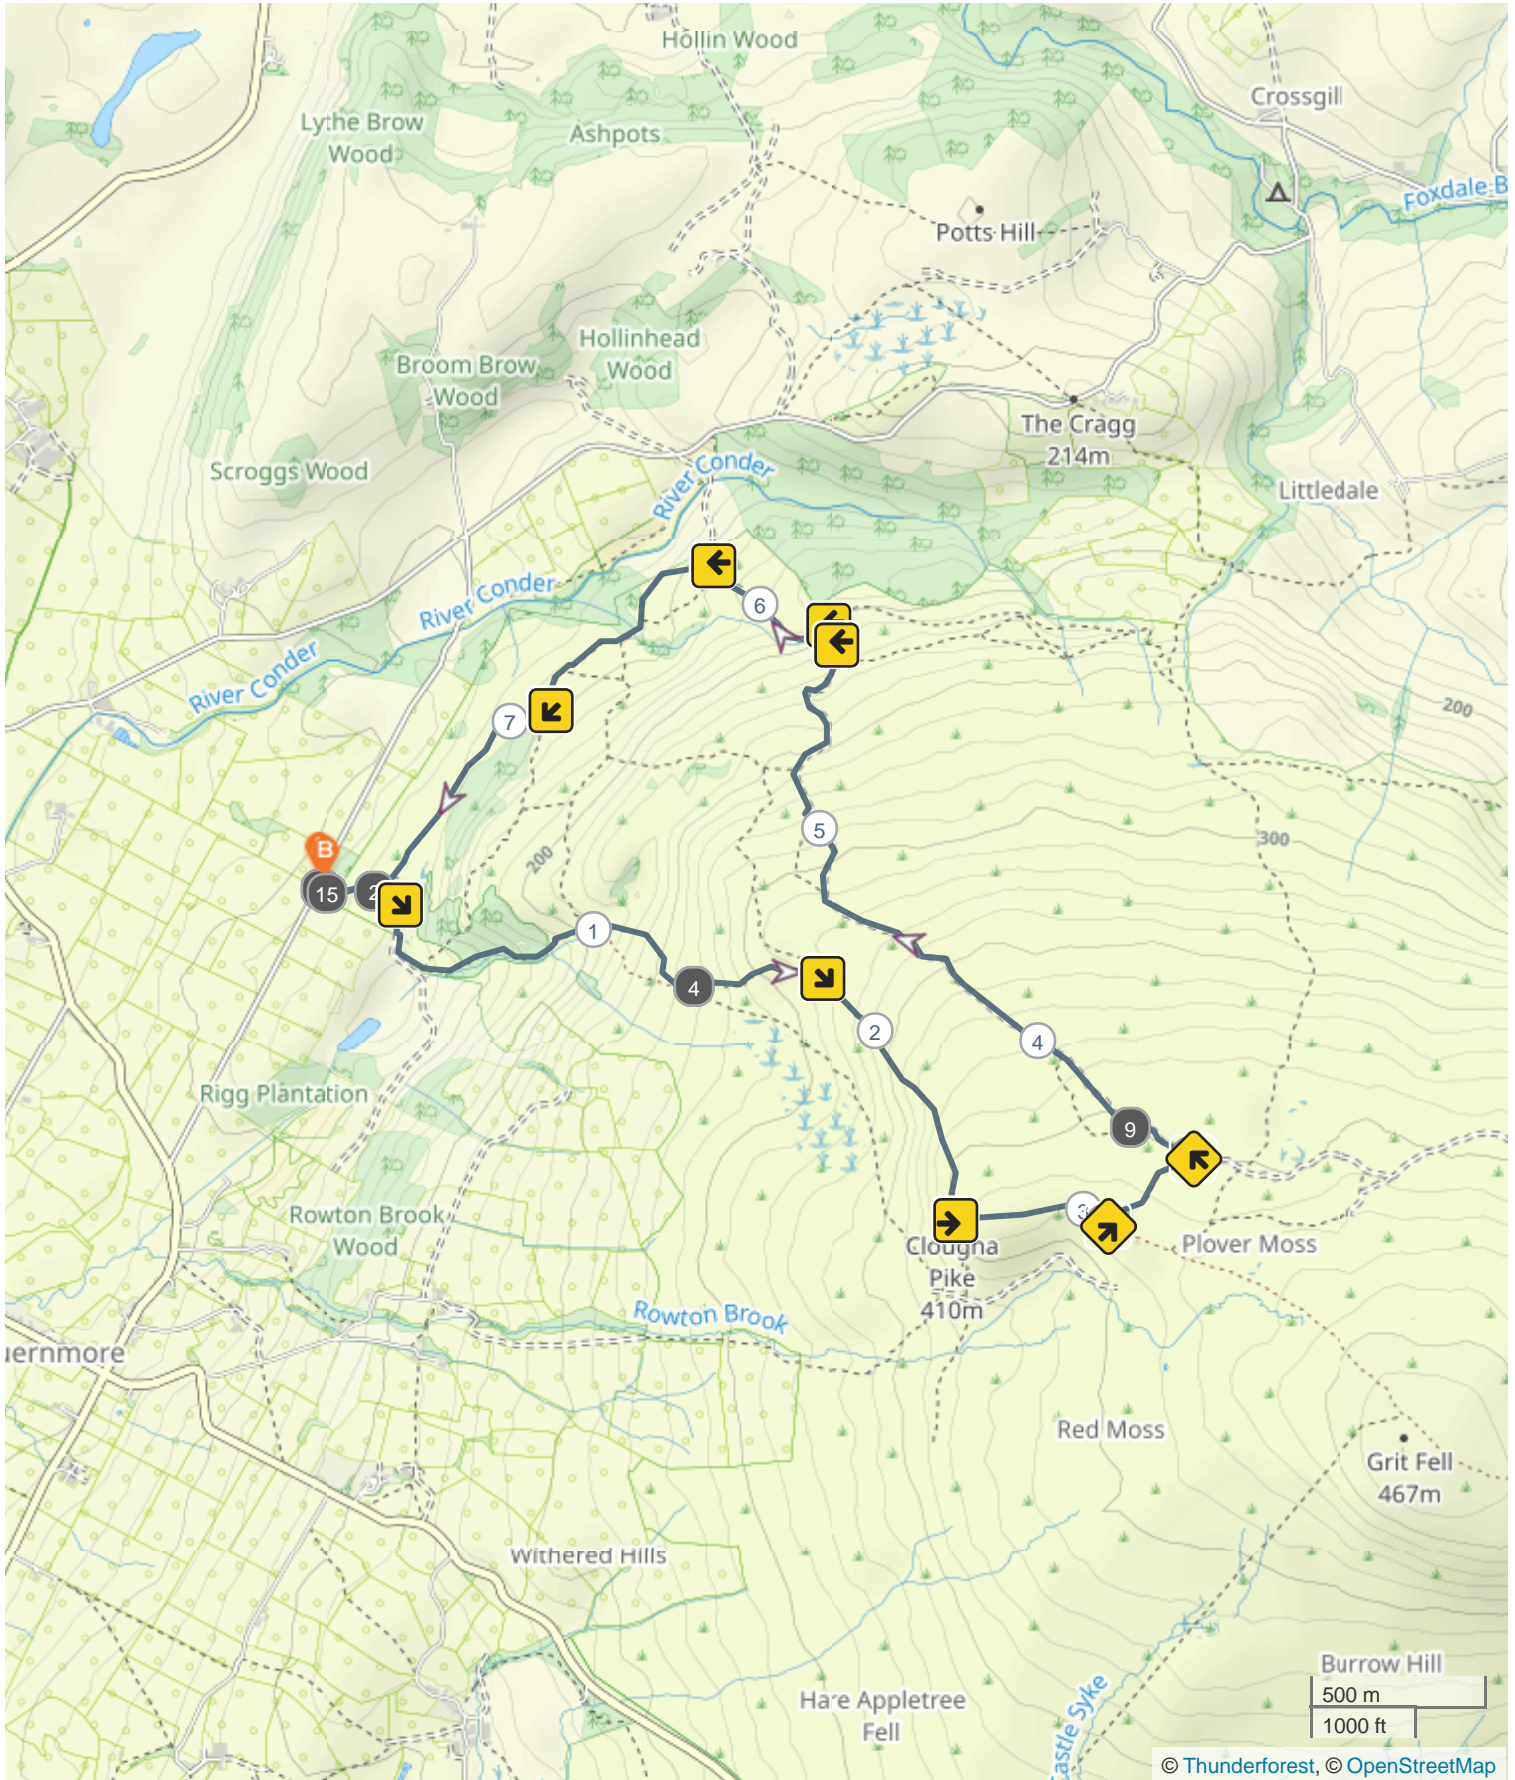 Hollin Wood
Crossgill
Lythe Brow
Wood
Ashpots
Foxdale B
Potts Hill
Hollinhead
Wood
Broom Brow
Wood
The Cragg
214m
Scroggs Wood
River Conder
Littledale
River Conder
6
River Conder
200
7
B
5
300
200
15
2
1
4
2
4
Rigg Plantation
9
Rowton Brook
Wood
3
Plover Moss
Clougha
Pike
410m
Rowton Brook
uernmore
Red Moss
Grit Fell
467m
Withered Hills
Burrow Hill
Hare Appletree
Fell
astle Syke
500 m
1000 ft
© Thunderforest, © OpenStreetMap